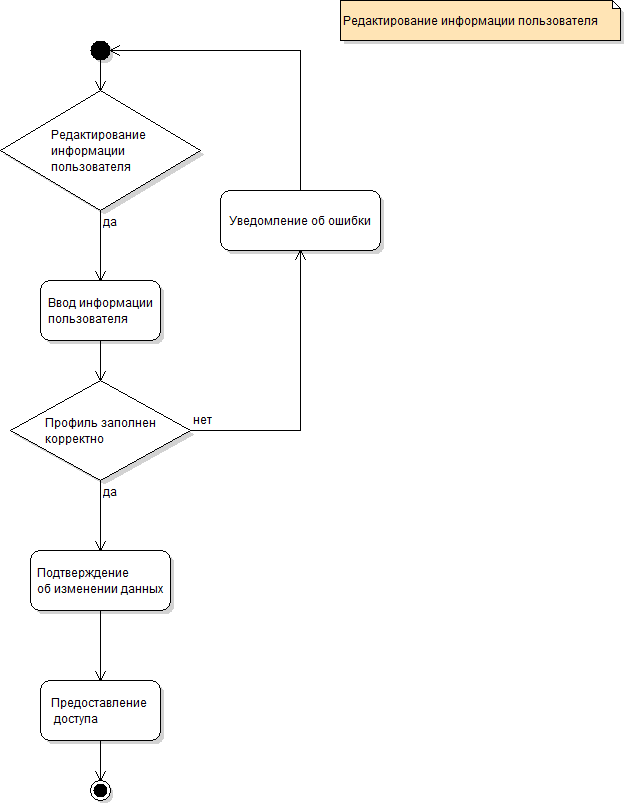 Редактирование информации пользователя
Редактирование
информации
пользователя
да
Уведомление об ошибки
Ввод информации
пользователя
Профиль заполнен
корректно
нет
да
Подтверждение
об изменении данных
Предоставление
доступа